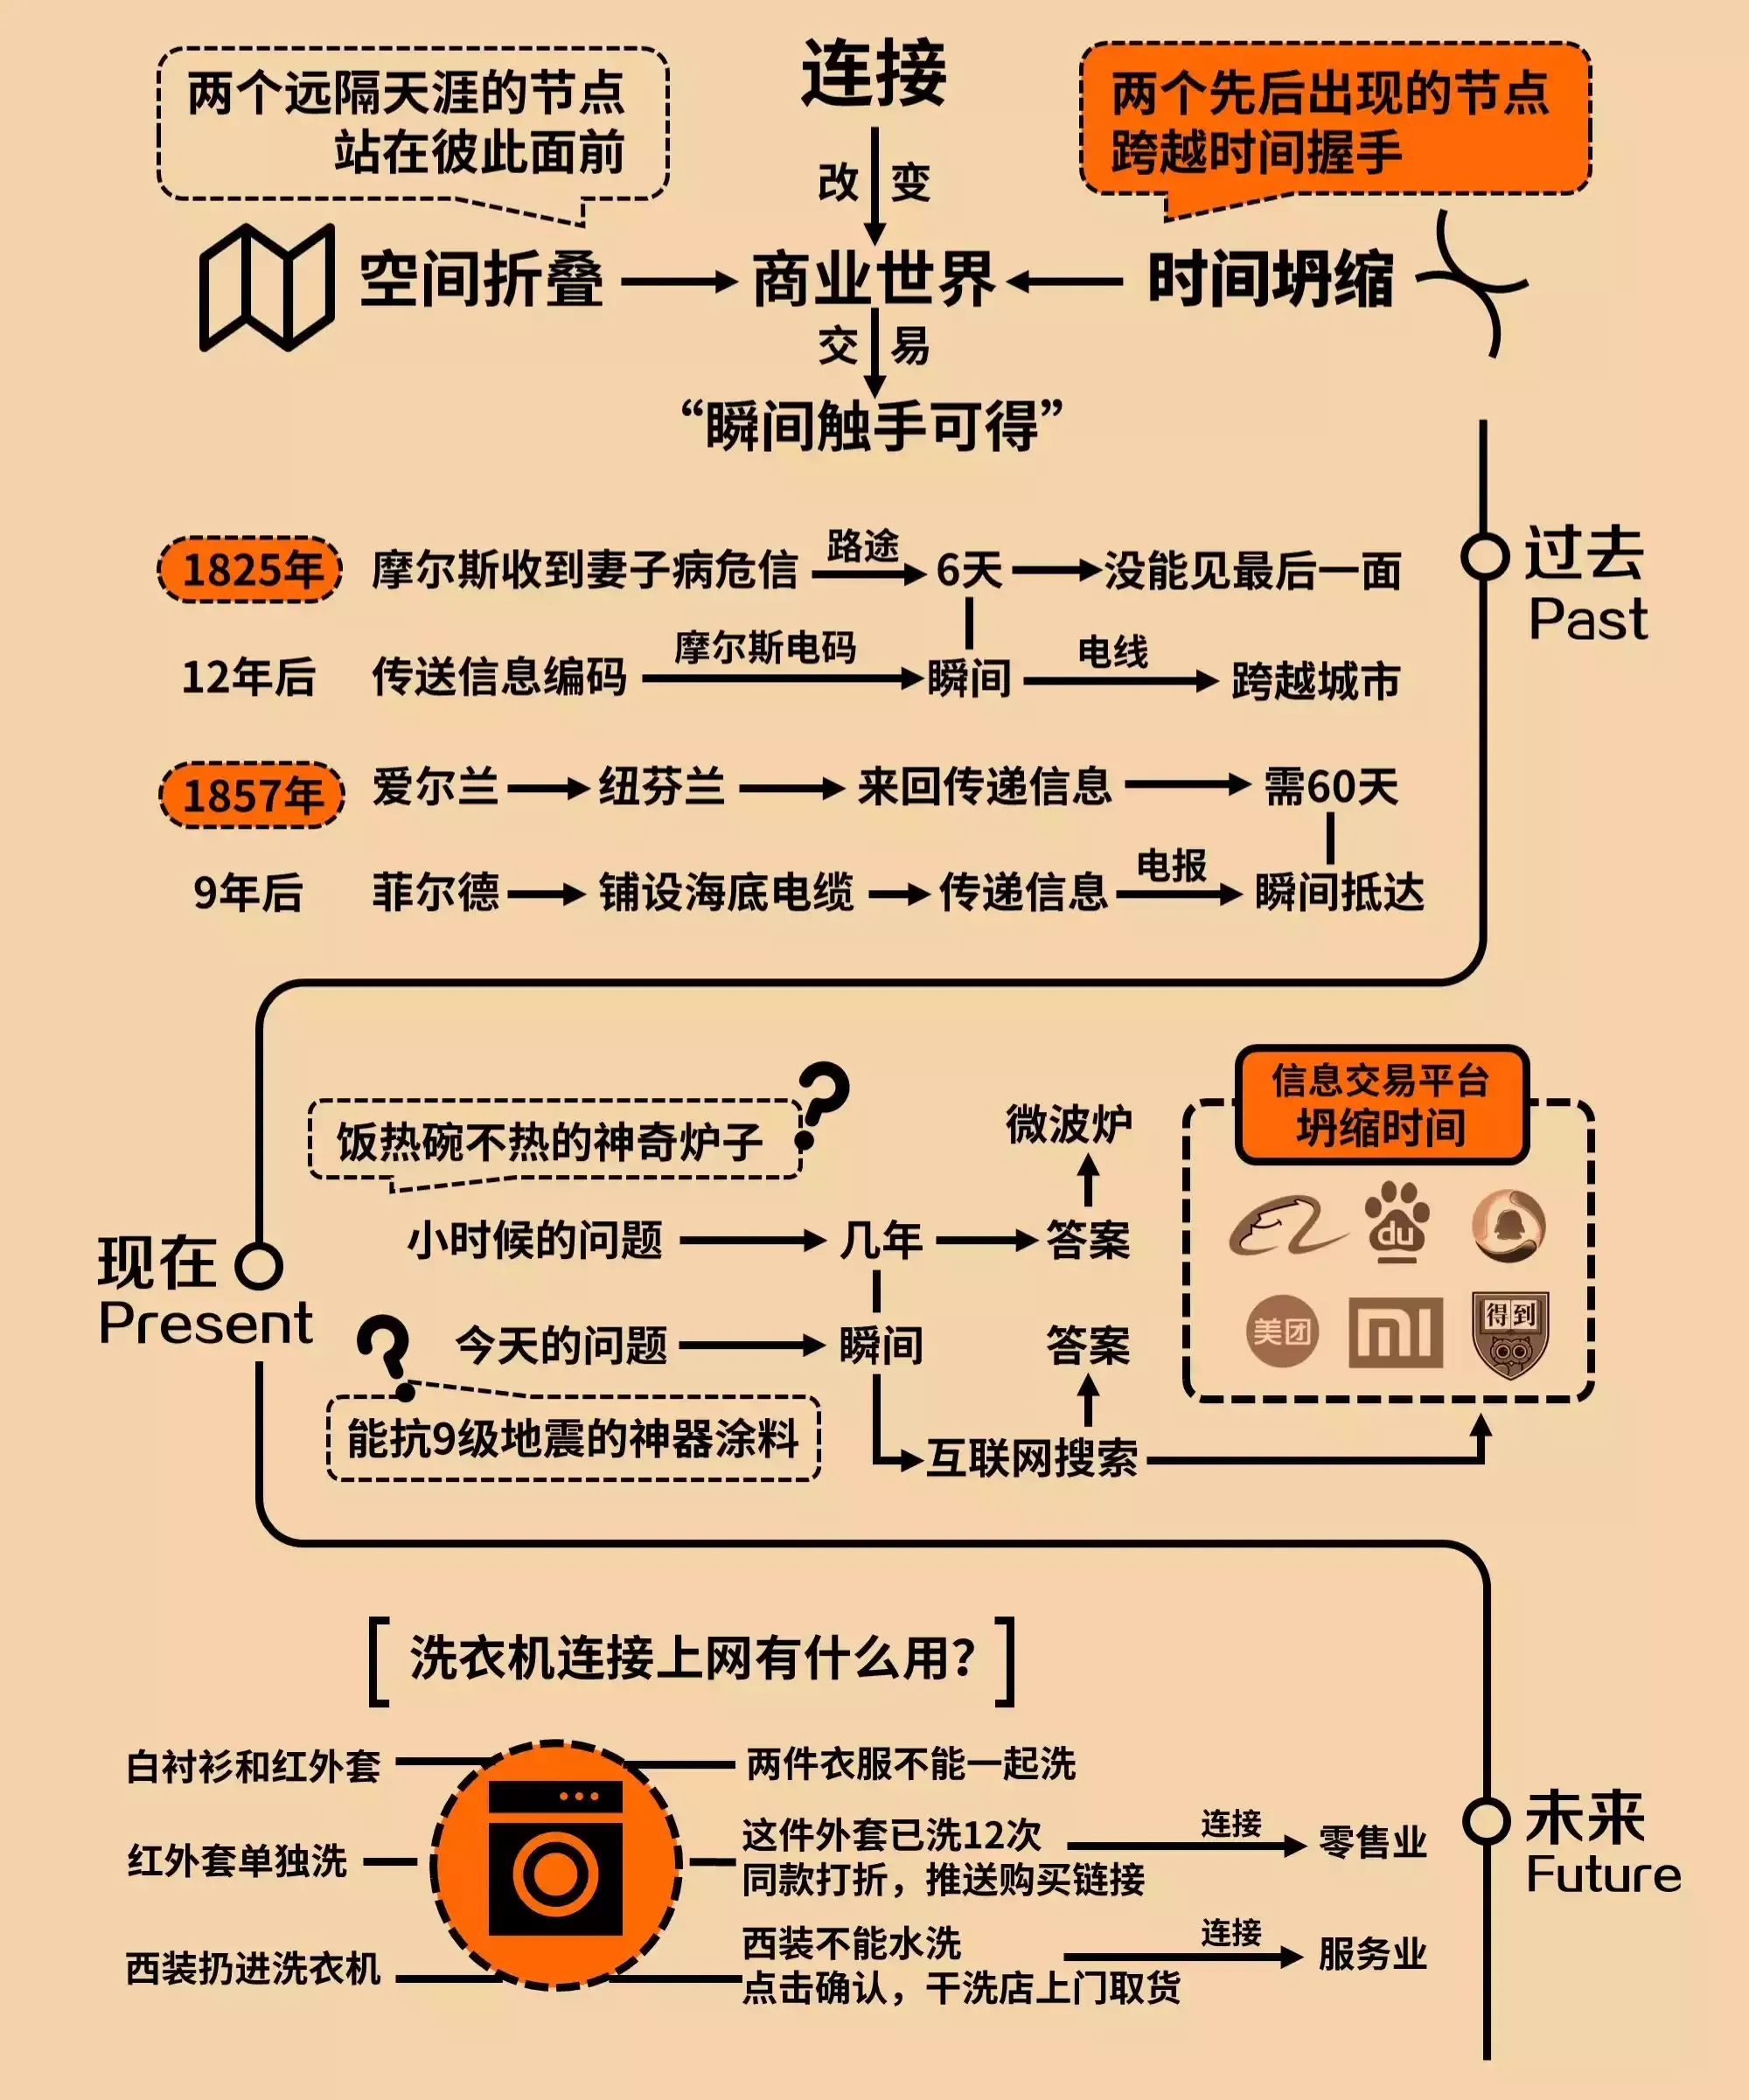 连接
两个远隔天涯的节点
站在彼此面前
两个先后出现的节点
跨越时间握手
改 变
空间折叠
商业世界
时间坍缩
交 易
“瞬间触手可得”
过去
Past
1825年
摩尔斯收到妻子病危信
路途
6天
没能见最后一面
12年后
传送信息编码
摩尔斯电码
瞬间
电线
跨越城市
1857年
爱尔兰
纽芬兰
来回传递信息
需60天
9年后
菲尔德
铺设海底电缆
传递信息
电报
瞬间抵达
现在
Present
饭热碗不热的神奇炉子
微波炉
小时候的问题
几年
答案
今天的问题
瞬间
答案
能抗9级地震的神器涂料
互联网搜索
信息交易平台
坍缩时间
du
美团
mi
得到
洗衣机连接上网有什么用？
未来
Future
白衬衫和红外套
两件衣服不能一起洗
红外套单独洗
这件外套已洗12次
同款打折，推送购买链接
连接
零售业
西装扔进洗衣机
西装不能水洗
点击确认，干洗店上门取货
连接
服务业